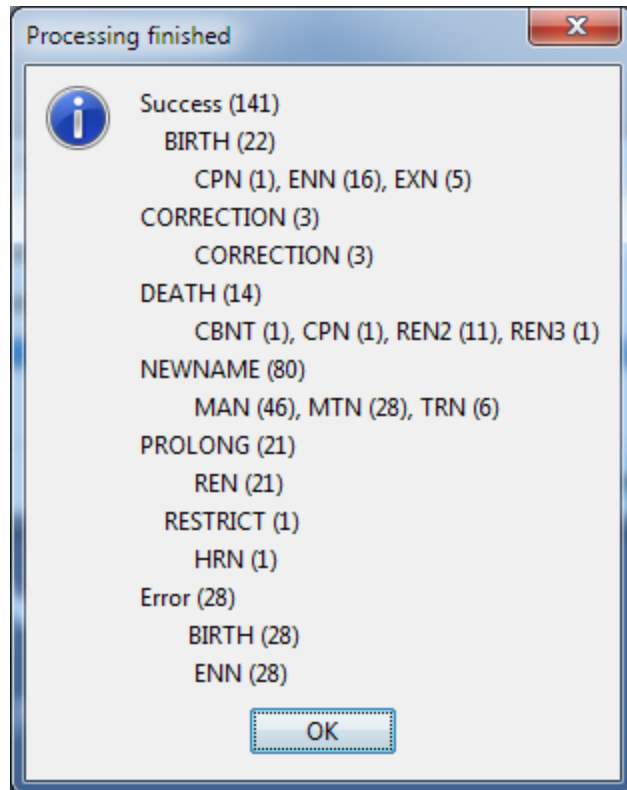 Processing finished
Success (141)
BIRTH (22)
CPN (1), ENN (16), EXN (5)
CORRECTION (3)
CORRECTION (3)
DEATH (14)
CBNT (1), CPN (1), REN2 (11), REN3 (1)
NEWNAME (80)
MAN (46), MTN (28), TRN (6)
PROLONG (21)
REN (21)
RESTRICT (1)
HRN (1)
Error (28)
BIRTH (28)
ENN (28)
OK